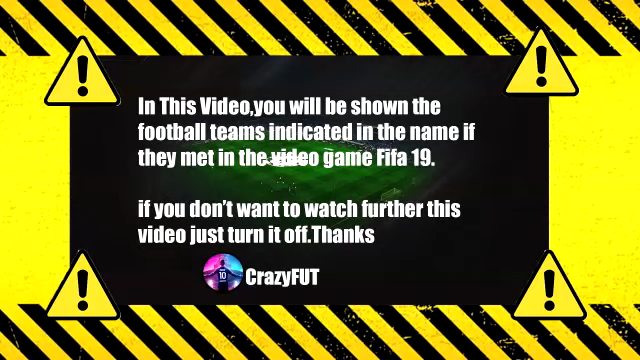 In This Video,you will be shown the
football teams indicated in the name if
they met in the video game Fifa 19.
if you don't want to watch further this
video just turn it off.Thanks
10
CrazyFUT